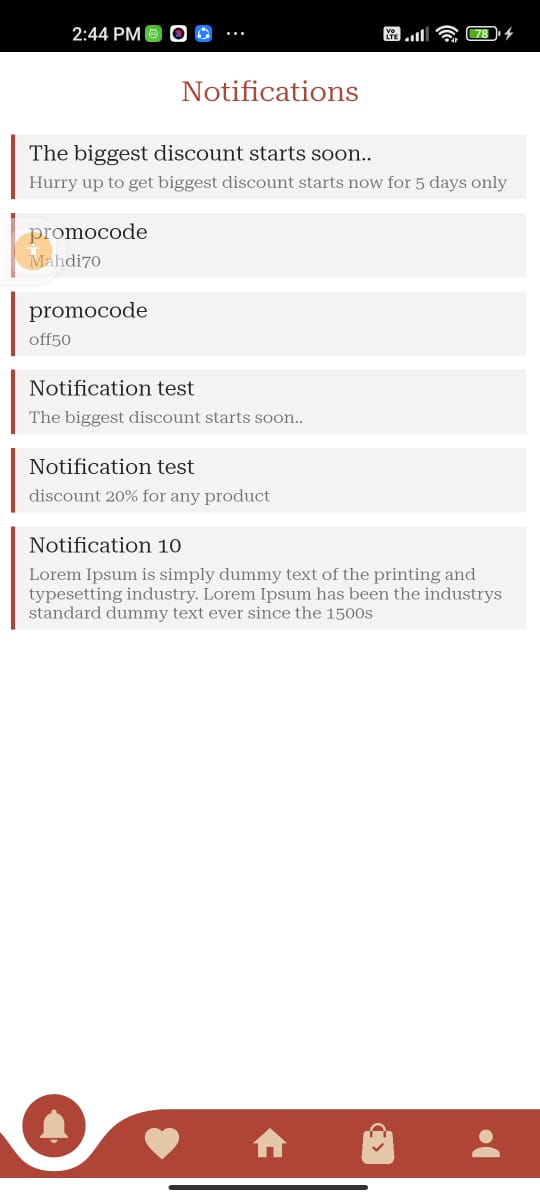 2:44 PM
Vo
LTE
78
Notifications
The biggest discount starts soon..
Hurry up to get biggest discount starts now for 5 days only
promocode
Mahdi70
promocode
off50
Notification test
The biggest discount starts soon..
Notification test
discount 20% for any product
Notification 10
Lorem Ipsum is simply dummy text of the printing and
typesetting industry. Lorem Ipsum has been the industrys
standard dummy text ever since the 1500s